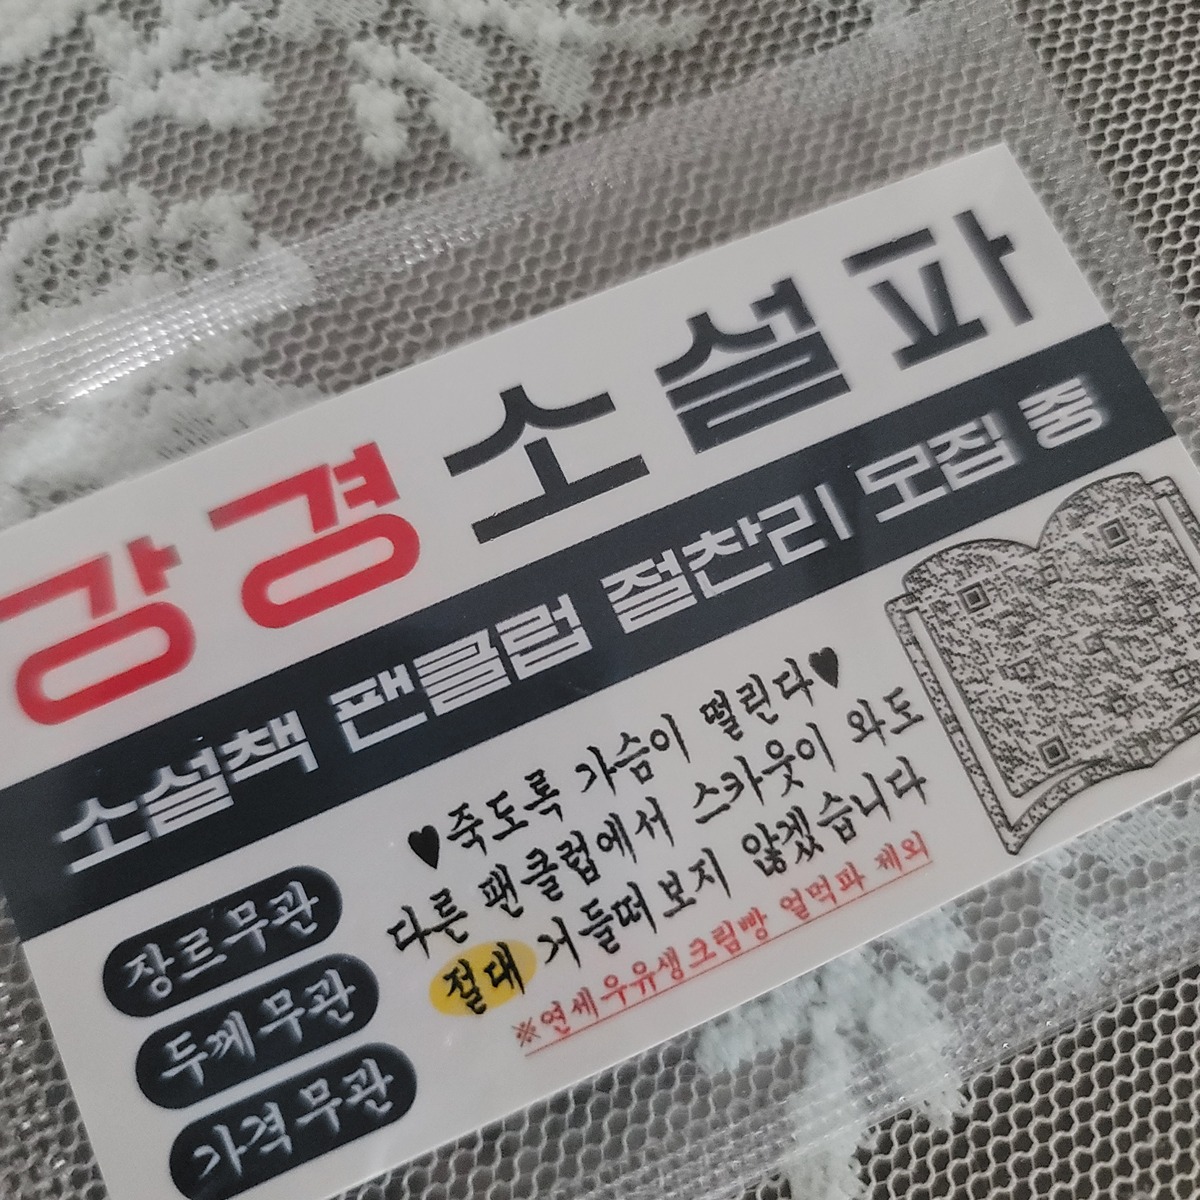 강경소설파
소설책 팬클럽 절찬리 모집 중
장르무관
두께무관
가격무관
♥죽도록 가슴이 떨린다♥
다른 팬클럽에서 스카웃이 와도
절대 거들떠보지 않겠습니다
※연세우유생크림빵 얼먹파 제외